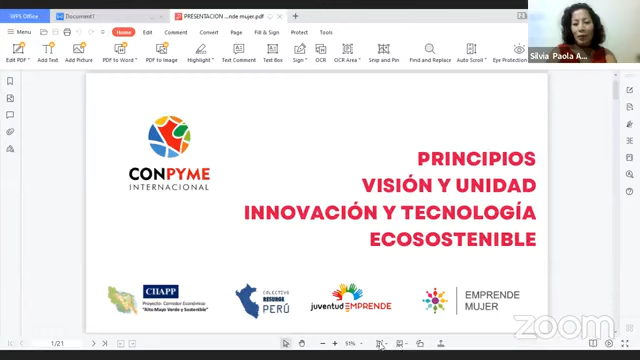 WPS Office
Document1
PRESENTACION ...nde mujer.pdf
Menu
Home
Edit
Comment
Convert
Page
Fill & Sign
Protect
Tools
Edit PDF
Add Text
Add Picture
PDF to Word
PDF to Image
Highlight
Text Comment
Text Box
Sign
OCR
OCR Area
Snip and Pin
Find and Replace
Auto Scroll
Eye Protection
Silvia Paola A...
CONPYME
INTERNACIONAL
PRINCIPIOS
VISIÓN Y UNIDAD
INNOVACIÓN Y TECNOLOGÍA
ECOSOSTENIBLE
CIIAPP
Proyecto: Corredor Económico
"Alto Mayo Verde y Sostenible"
COLECTIVO
RESURGE
PERÚ
juventudEMPRENDE
EMPRENDE
MUJER
zoom
1/21
51%